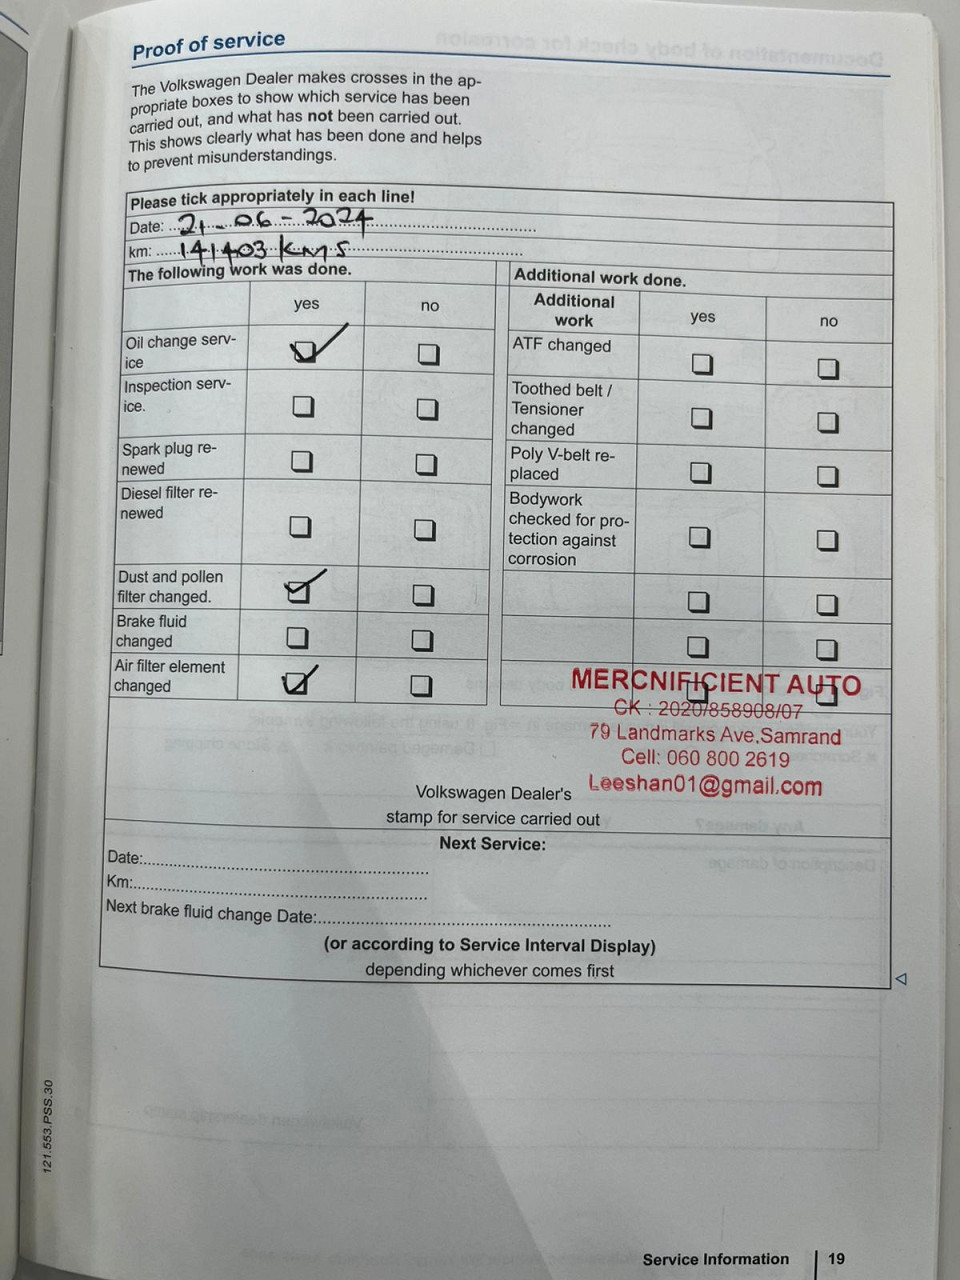 Proof of service
The Volkswagen Dealer makes crosses in the ap-
propriate boxes to show which service has been
carried out, and what has not been carried out.
This shows clearly what has been done and helps
to prevent misunderstandings.
Please tick appropriately in each line!
Date: 21-06-2024
km: 141403 kms
The following work was done.
yes
no
Oil change serv-
ice
Inspection serv-
ice.
Spark plug re-
newed
Diesel filter re-
newed
Dust and pollen
filter changed.
Brake fluid
changed
Air filter element
changed
Additional work done.
Additional
work
yes
no
ATF changed
Toothed belt /
Tensioner
changed
Poly V-belt re-
placed
Bodywork
checked for pro-
tection against
corrosion
MERCNIFICIENT AUTO
CK : 2020/858908/07
79 Landmarks Ave,Samrand
Cell: 060 800 2619
Leeshan01@gmail.com
Volkswagen Dealer's
stamp for service carried out
Next Service:
Date:
Km:
Next brake fluid change Date:
(or according to Service Interval Display)
depending whichever comes first
121.553.PSS.30
Service Information 19